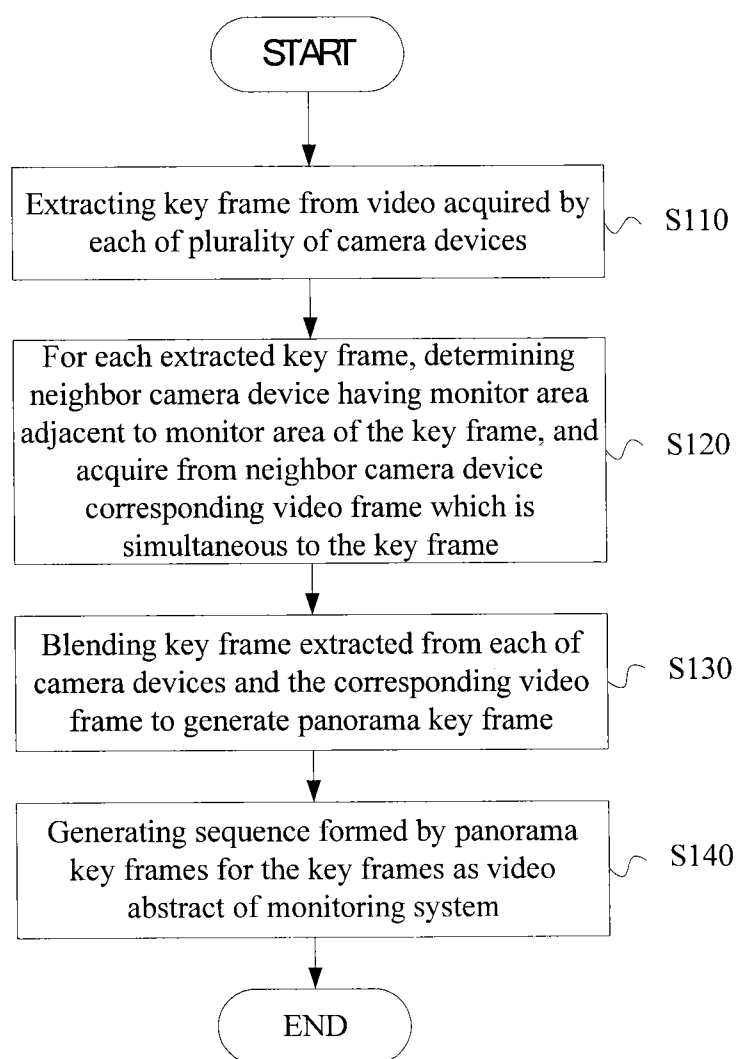 START
Extracting key frame from video acquired by
each of plurality of camera devices
S110
For each extracted key frame, determining
neighbor camera device having monitor area
adjacent to monitor area of the key frame, and
acquire from neighbor camera device
corresponding video frame which is
simultaneous to the key frame
S120
Blending key frame extracted from each of
camera devices and the corresponding video
frame to generate panorama key frame
S130
Generating sequence formed by panorama
key frames for the key frames as video
abstract of monitoring system
S140
END